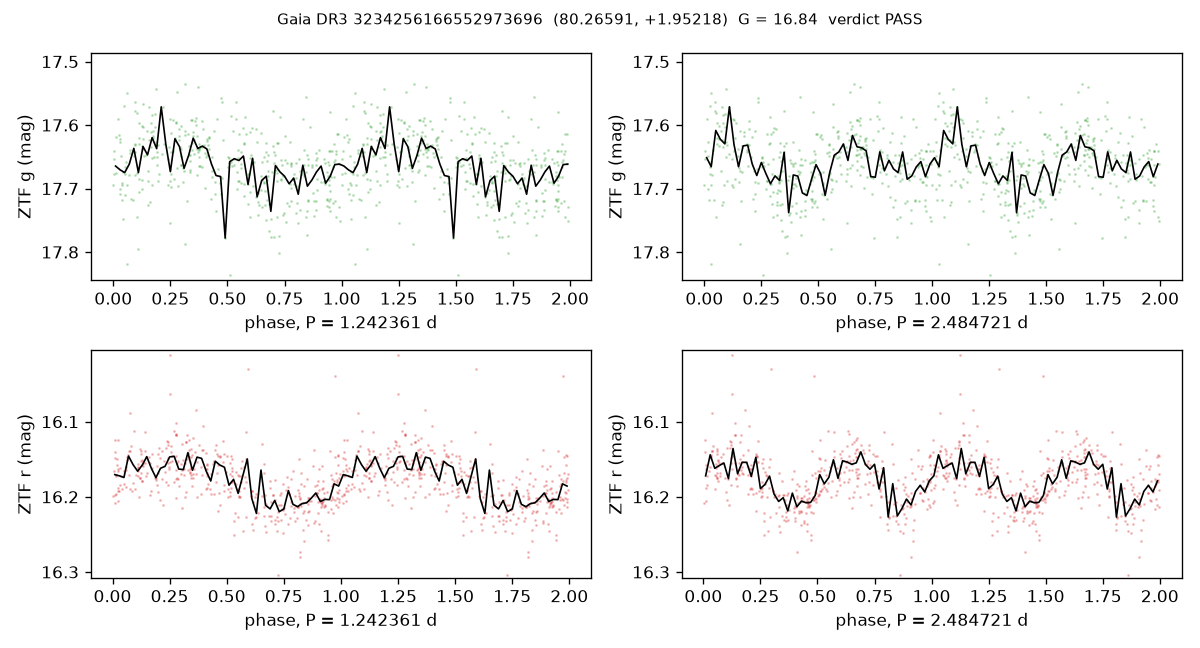 Gaia DR3 3234256166552973696 (80.26591, +1.95218) G = 16.84 verdict PASS
ZTF g (mag)
17.5
17.6
17.7
17.8
0.00 0.25 0.50 0.75 1.00 1.25 1.50 1.75 2.00
phase, P = 1.242361 d
ZTF g (mag)
17.5
17.6
17.7
17.8
0.00 0.25 0.50 0.75 1.00 1.25 1.50 1.75 2.00
phase, P = 2.484721 d
ZTF r (mag)
16.1
16.2
16.3
0.00 0.25 0.50 0.75 1.00 1.25 1.50 1.75 2.00
phase, P = 1.242361 d
ZTF r (mag)
16.1
16.2
16.3
0.00 0.25 0.50 0.75 1.00 1.25 1.50 1.75 2.00
phase, P = 2.484721 d